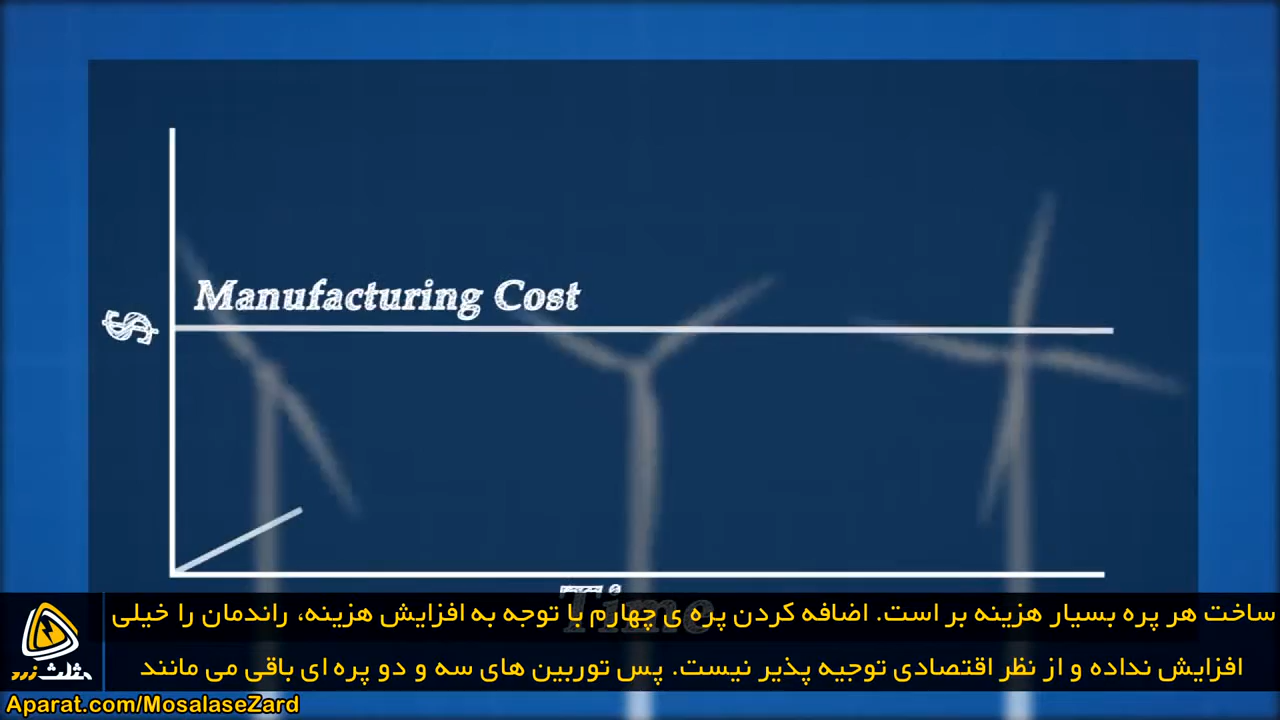 Manufacturing Cost
$
Time
ساخت هر پره بسیار هزینه بر است. اضافه کردن پره ی چهارم با توجه به افزایش هزینه، راندمان را خیلی
افزایش نداده و از نظر اقتصادی توجیه پذیر نیست. پس توربین های سه و دو پره ای باقی می مانند
مثلث زرد
Aparat.com/MosalaseZard